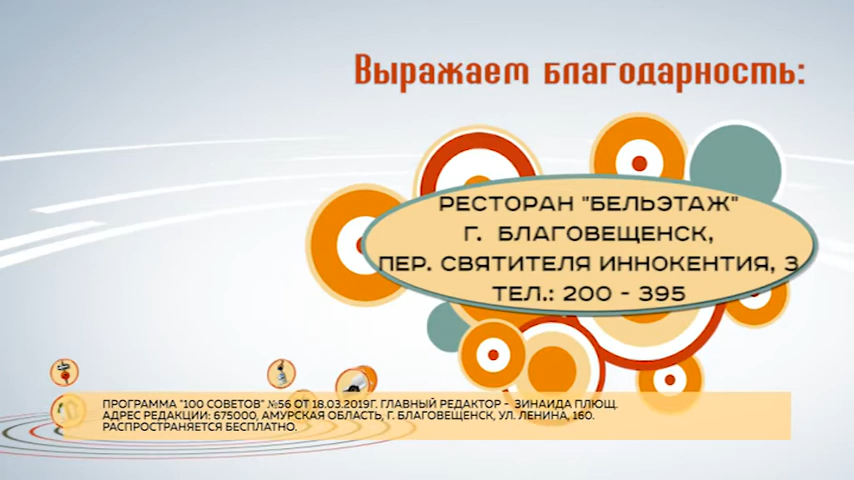 Выражаем благодарность:
РЕСТОРАН "БЕЛЬЭТАЖ"
Г. БЛАГОВЕЩЕНСК,
ПЕР. СВЯТИТЕЛЯ ИННОКЕНТИЯ, 3
ТЕЛ.: 200 - 395
ПРОГРАММА "100 СОВЕТОВ" №56 ОТ 18.03.2019Г. ГЛАВНЫЙ РЕДАКТОР - ЗИНАИДА ПЛЮЩ.
АДРЕС РЕДАКЦИИ: 675000, АМУРСКАЯ ОБЛАСТЬ, Г. БЛАГОВЕЩЕНСК, УЛ. ЛЕНИНА, 160.
РАСПРОСТРАНЯЕТСЯ БЕСПЛАТНО.